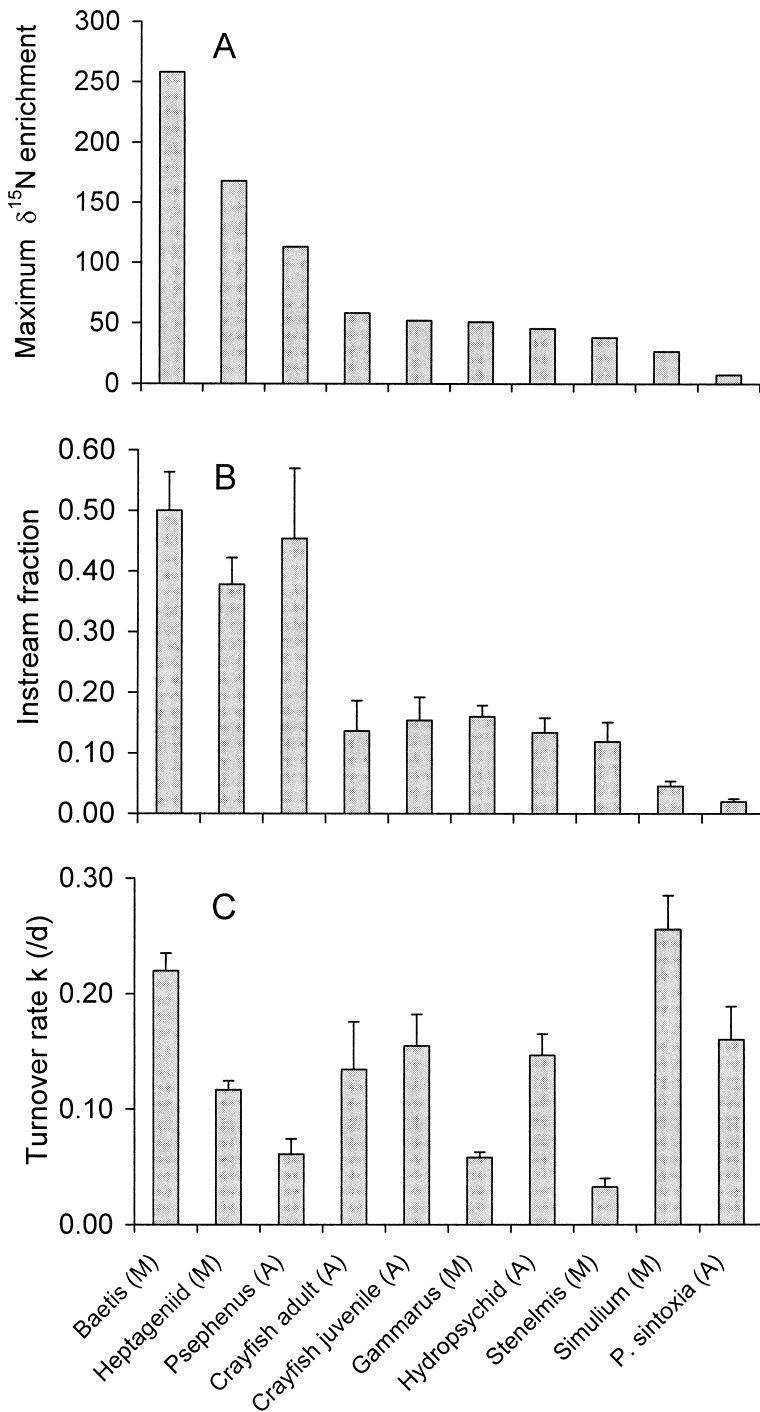 A
Maximum δ15N enrichment
300
250
200
150
100
50
0
B
Instream fraction
0.60
0.50
0.40
0.30
0.20
0.10
0.00
C
Turnover rate k (/d)
0.30
0.20
0.10
0.00
Baetis (M)
Heptageniid (M)
Psephenus (A)
Crayfish adult (A)
Crayfish juvenile (A)
Gammarus (M)
Hydropsychid (A)
Stenelmis (M)
Simulium (M)
P. sintoxia (A)